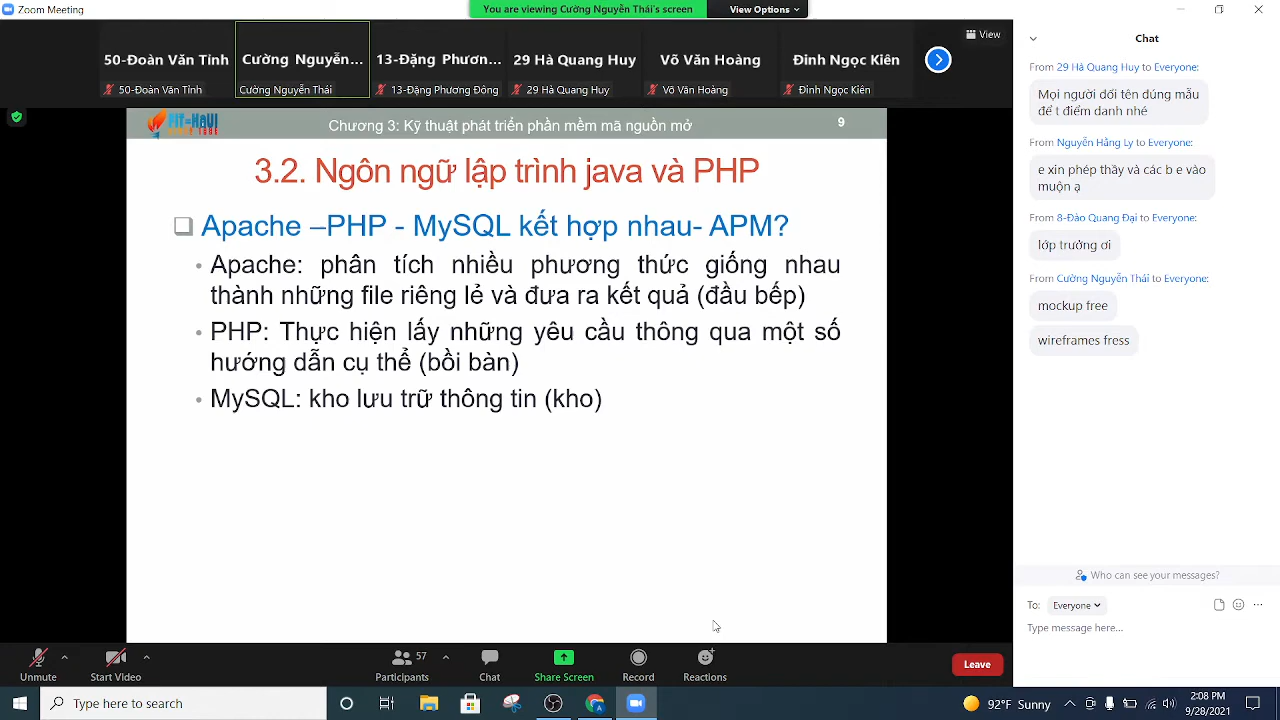 Zoom Meeting
You are viewing Cường Nguyễn Thái's screen
View Options
50-Đoàn Văn Tỉnh
Cường Nguyễn...
13-Đặng Phươn...
29 Hà Quang Huy
Võ Văn Hoàng
Đinh Ngọc Kiên
50-Đoàn Văn Tỉnh
Cường Nguyễn Thái
13-Đặng Phương Đông
29 Hà Quang Huy
Võ Văn Hoàng
Đinh Ngọc Kiên
View
FIT-HAUI
Chương 3: Kỹ thuật phát triển phần mềm mã nguồn mở
9
3.2. Ngôn ngữ lập trình java và PHP
Apache –PHP - MySQL kết hợp nhau- APM?
• Apache: phân tích nhiều phương thức giống nhau
thành những file riêng lẻ và đưa ra kết quả (đầu bếp)
• PHP: Thực hiện lấy những yêu cầu thông qua một số
hướng dẫn cụ thể (bồi bàn)
• MySQL: kho lưu trữ thông tin (kho)
Chat
From 29 Hà Quang Huy to Everyone:
Mọi người đổi tên đúng mẫu
để điểm danh nhé
From Nguyễn Hằng Ly to Everyone:
e xin phép thầy và các b e vào
muộn ạ
From 8-Đào Quang Đại to Everyone:
lớp trưởng ơi
From Cường Nguyễn Thái to Everyone:
mockup free
wireframes fress
Who can see your messages?
To: Everyone
Type message here...
Unmute
Start Video
57
Participants
Chat
Share Screen
Record
Reactions
Leave
Type here to search
92°F Sunny
2:08 PM
9/28/2021